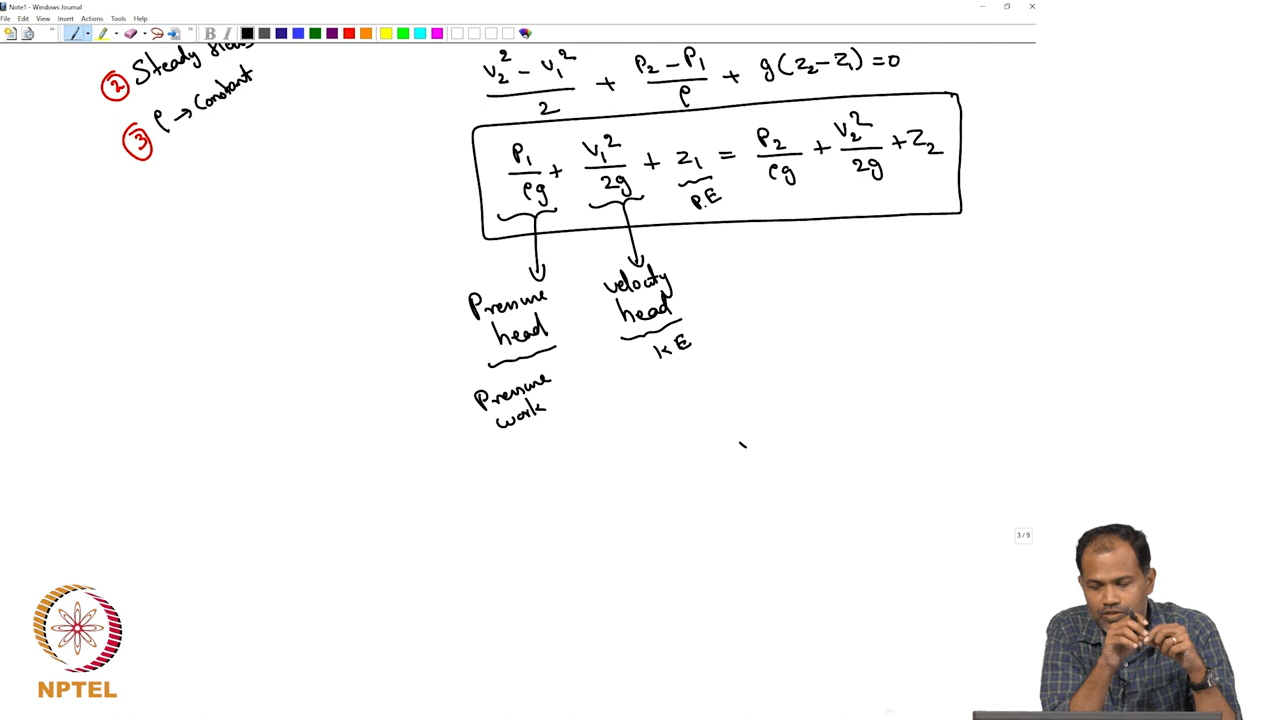 Note1 - Windows Journal
File Edit View Insert Actions Tools Help
B I
② Steady flow
③ ρ → Constant
(V₂² - V₁²)/2 + (P₂ - P₁)/ρ + g(Z₂ - Z₁) = 0
P₁/ρg + V₁²/2g + Z₁ = P₂/ρg + V₂²/2g + Z₂
P.E
Pressure head
velocity head
KE
Pressure work
3 / 9
NPTEL